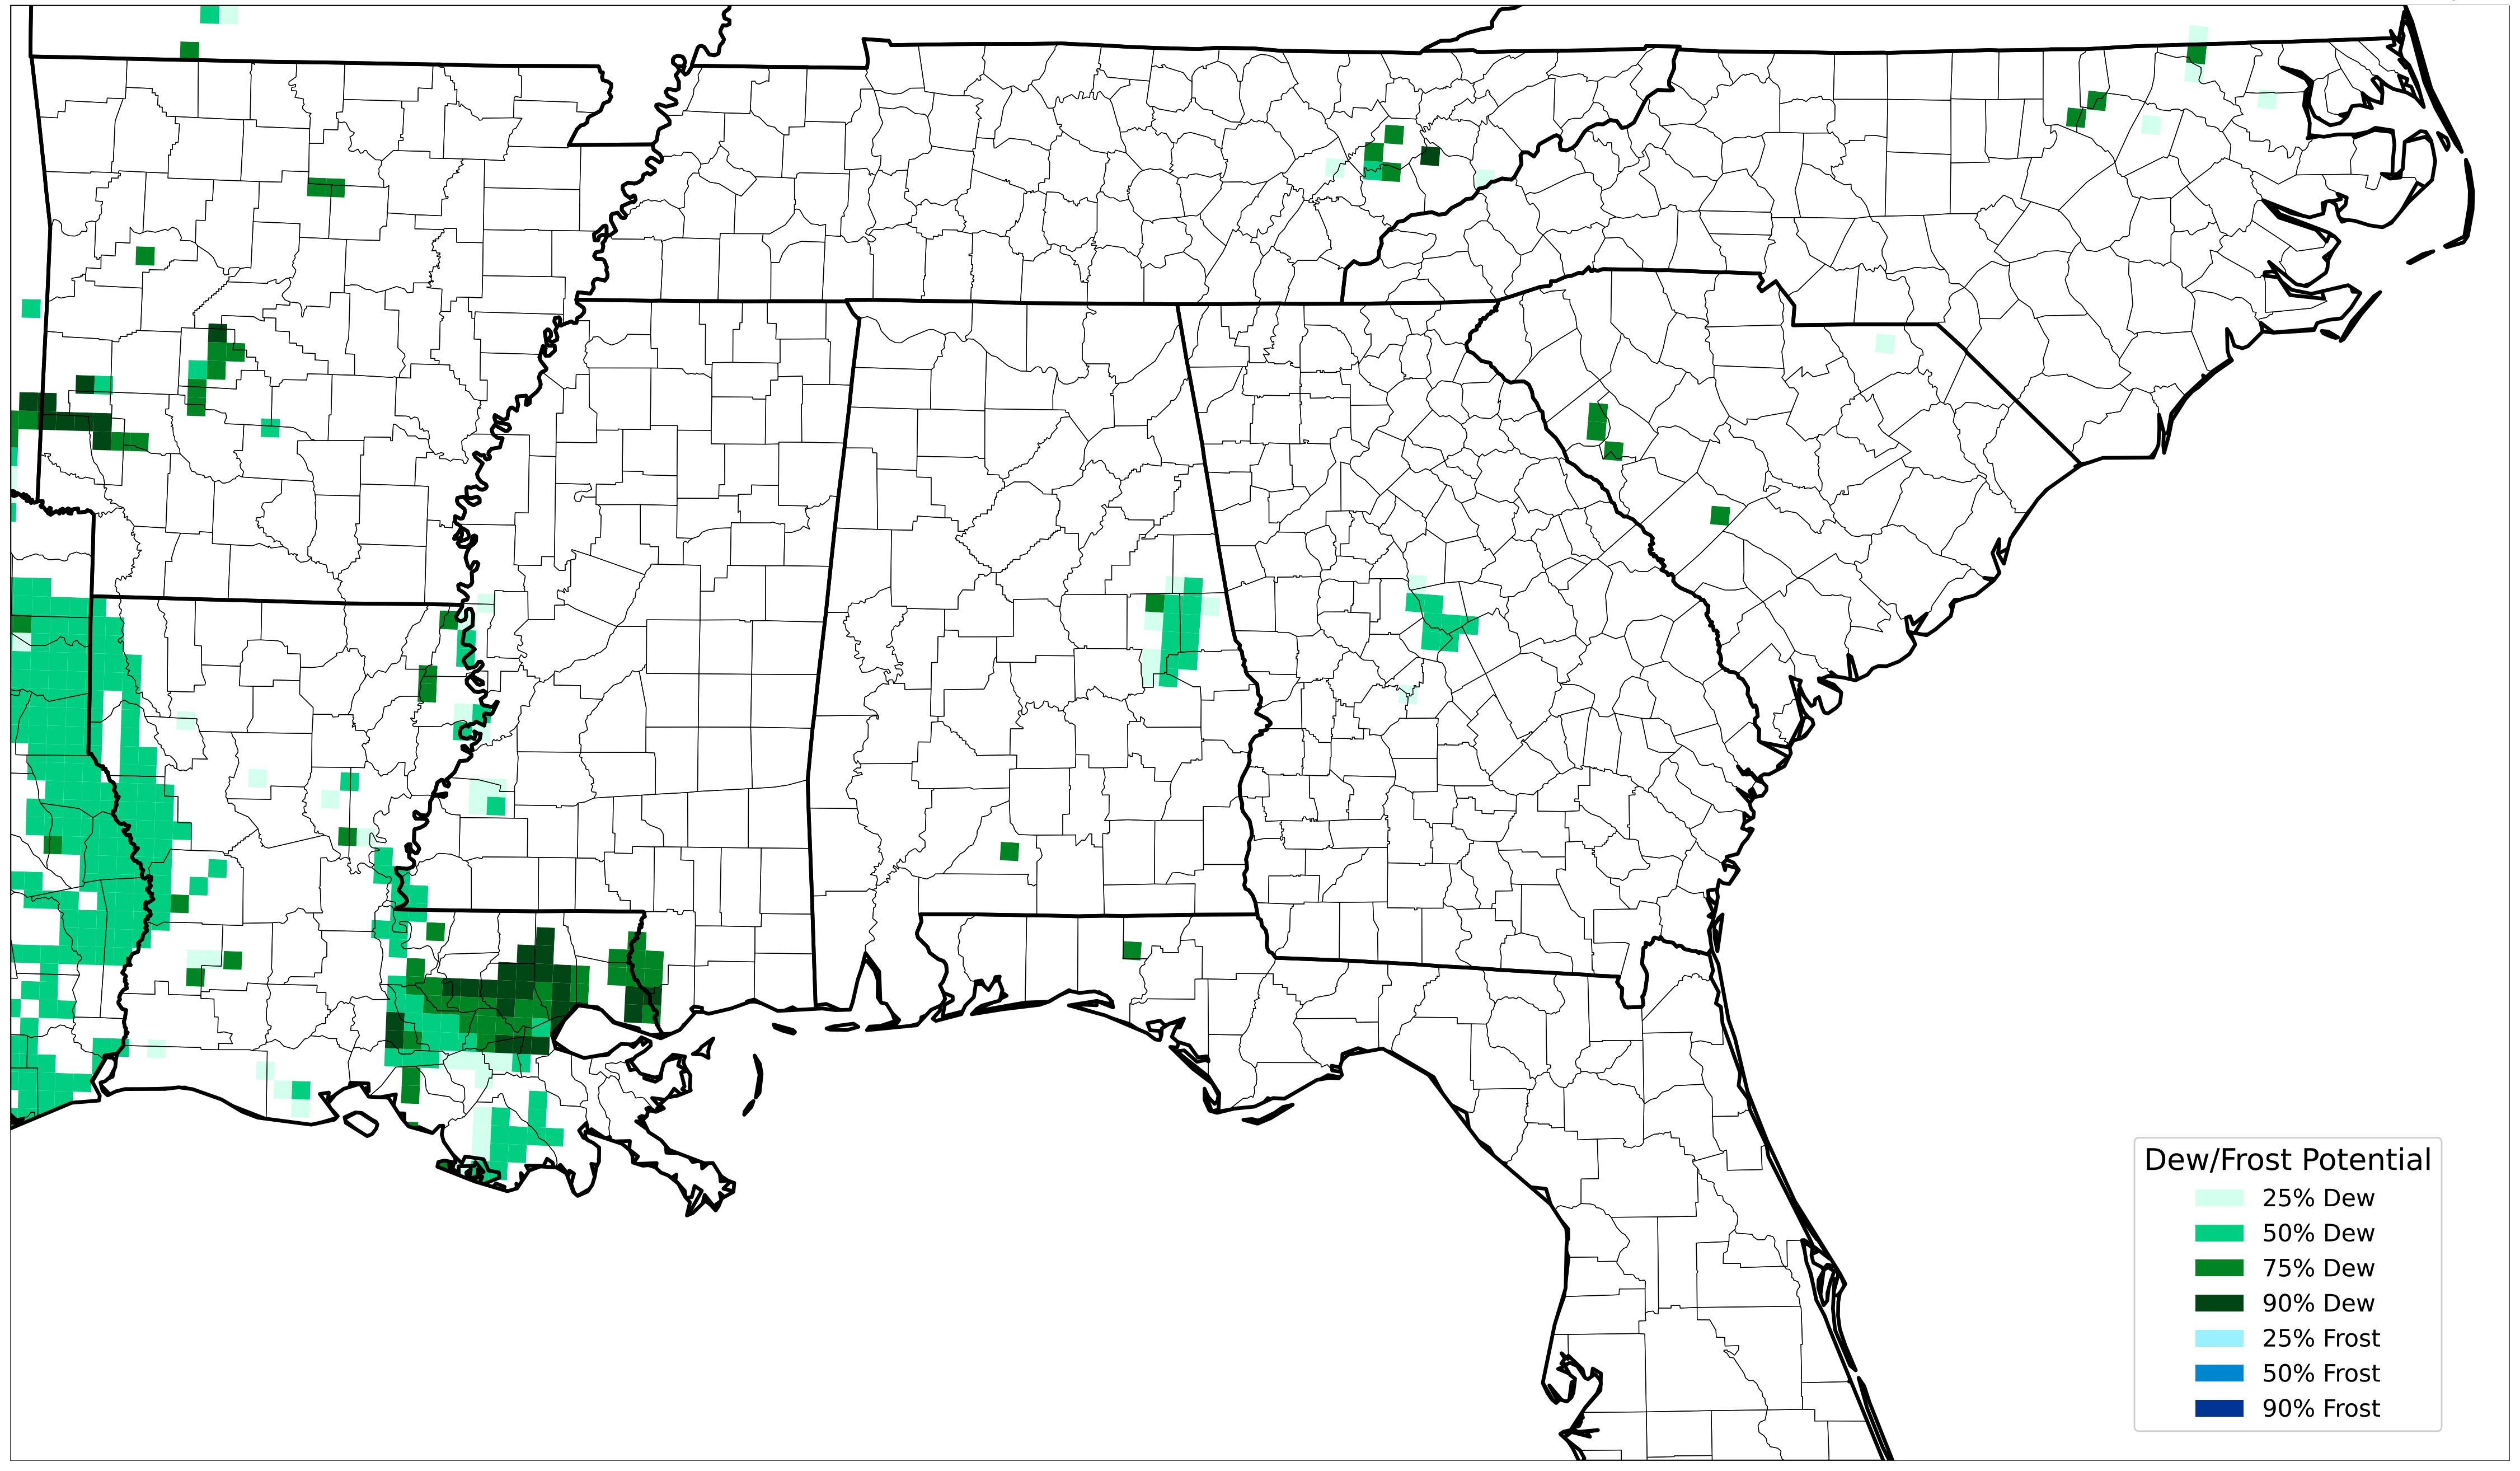 Dew/Frost Potential
25% Dew
50% Dew
75% Dew
90% Dew
25% Frost
50% Frost
90% Frost